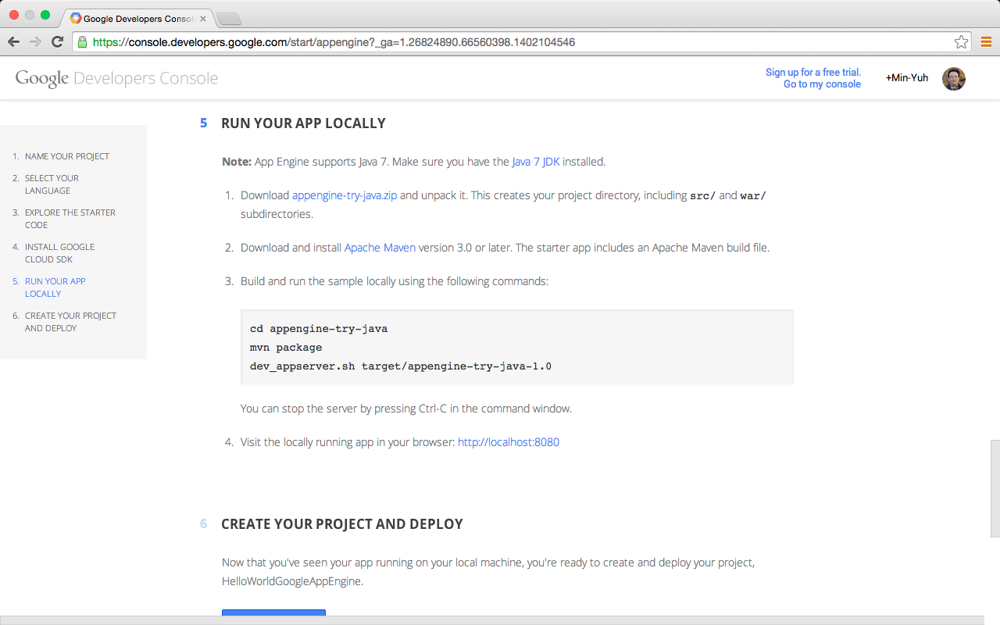 Google Developers Conso
https://console.developers.google.com/start/appengine?_ga=1.26824890.66560398.1402104546
Google Developers Console
Sign up for a free trial.
Go to my console
+Min-Yuh
1. NAME YOUR PROJECT
2. SELECT YOUR
LANGUAGE
3. EXPLORE THE STARTER
CODE
4. INSTALL GOOGLE
CLOUD SDK
5. RUN YOUR APP
LOCALLY
6. CREATE YOUR PROJECT
AND DEPLOY
5 RUN YOUR APP LOCALLY
Note: App Engine supports Java 7. Make sure you have the Java 7 JDK installed.
1. Download appengine-try-java.zip and unpack it. This creates your project directory, including src/ and war/
subdirectories.
2. Download and install Apache Maven version 3.0 or later. The starter app includes an Apache Maven build file.
3. Build and run the sample locally using the following commands:
cd appengine-try-java
mvn package
dev_appserver.sh target/appengine-try-java-1.0
You can stop the server by pressing Ctrl-C in the command window.
4. Visit the locally running app in your browser: http://localhost:8080
6 CREATE YOUR PROJECT AND DEPLOY
Now that you've seen your app running on your local machine, you're ready to create and deploy your project,
HelloWorldGoogleAppEngine.